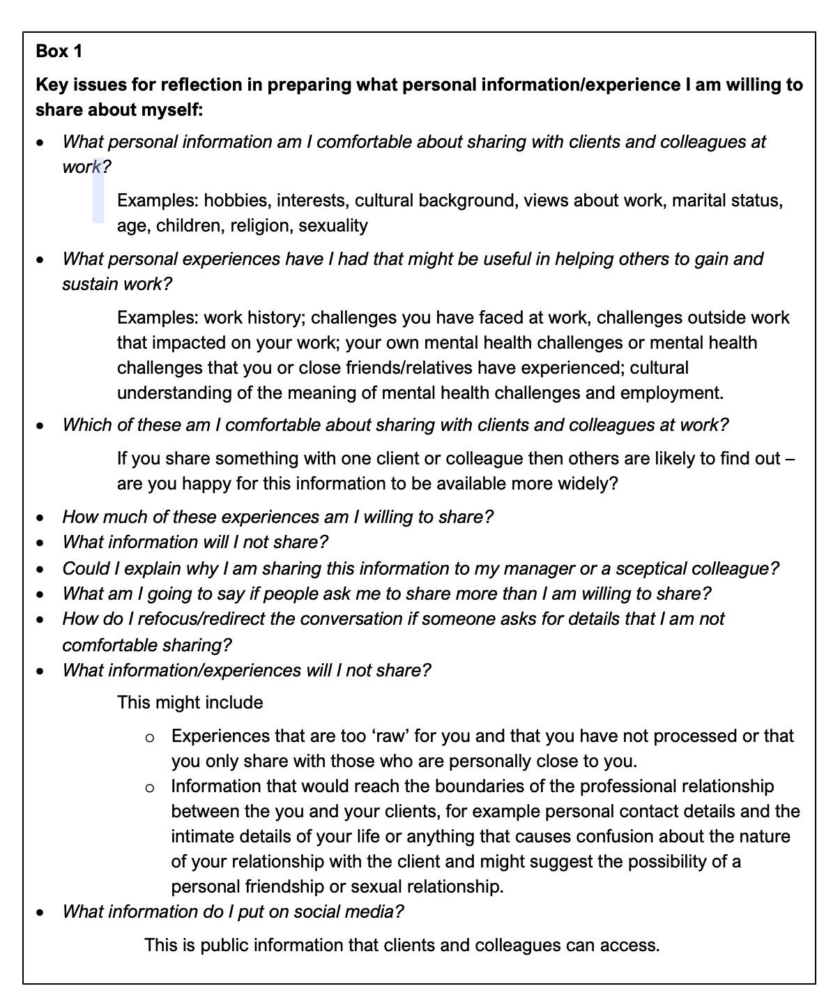 Box 1
Key issues for reflection in preparing what personal information/experience I am willing to
share about myself:
• What personal information am I comfortable about sharing with clients and colleagues at
work?
Examples: hobbies, interests, cultural background, views about work, marital status,
age, children, religion, sexuality
• What personal experiences have I had that might be useful in helping others to gain and
sustain work?
Examples: work history; challenges you have faced at work, challenges outside work
that impacted on your work; your own mental health challenges or mental health
challenges that you or close friends/relatives have experienced; cultural
understanding of the meaning of mental health challenges and employment.
• Which of these am I comfortable about sharing with clients and colleagues at work?
If you share something with one client or colleague then others are likely to find out –
are you happy for this information to be available more widely?
• How much of these experiences am I willing to share?
• What information will I not share?
• Could I explain why I am sharing this information to my manager or a sceptical colleague?
• What am I going to say if people ask me to share more than I am willing to share?
• How do I refocus/redirect the conversation if someone asks for details that I am not
comfortable sharing?
• What information/experiences will I not share?
This might include
o Experiences that are too ‘raw’ for you and that you have not processed or that
you only share with those who are personally close to you.
o Information that would reach the boundaries of the professional relationship
between the you and your clients, for example personal contact details and the
intimate details of your life or anything that causes confusion about the nature
of your relationship with the client and might suggest the possibility of a
personal friendship or sexual relationship.
• What information do I put on social media?
This is public information that clients and colleagues can access.